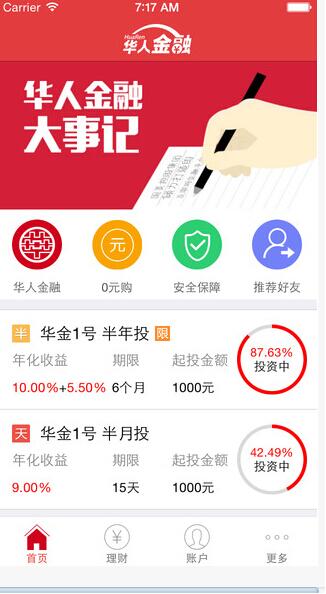 Carrier 7:17 AM
HuaRen
华人金融
华人金融
大事记
华人金融 0元购 安全保障 推荐好友
元
半 华金1号 半年投 限
年化收益 期限 起投金额
10.00%+5.50% 6个月 1000元
87.63%
投资中
天 华金1号 半月投
年化收益 期限 起投金额
9.00% 15天 1000元
42.49%
投资中
¥
首页 理财 账户 更多